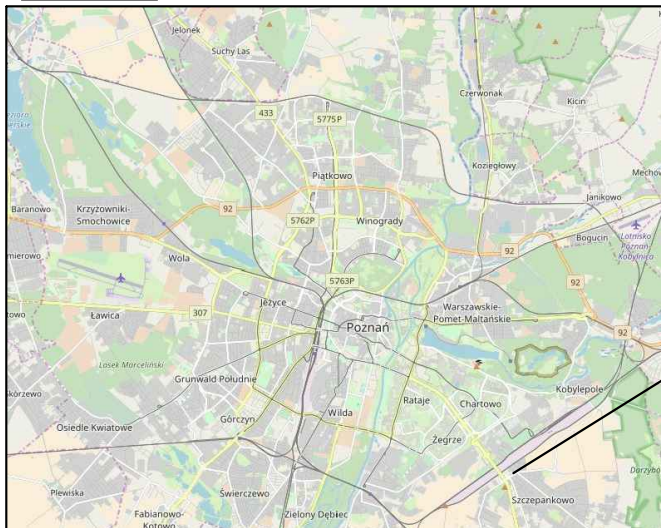 Jelonek
Suchy Las
Czerwonak
Kicin
433
5775P
Koziegłowy
Piątkowo
Janikowo
Baranowo
Krzyżowniki-
Smochowice
92
5762P
Winogrady
Bogucin
Lotnisko
Poznań
Kobylnica
92
Wola
5763P
Jeżyce
Warszawskie-
Pomet-Maltańskie
307
Ławica
Poznań
92
Lasek Marceliński
Grunwald Południe
Kobylepole
Osiedle Kwiatowe
Górczyn
Wilda
Rataje
Chartowo
Żegrze
Plewiska
Świerczewo
Szczepankowo
Fabianowo-
Kotowo
Zielony Dębiec